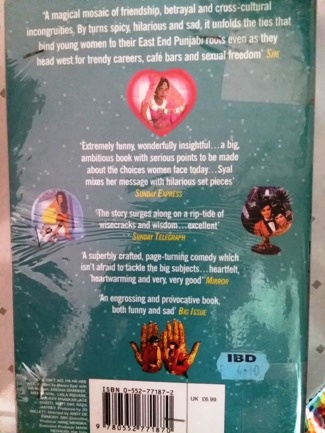 'A magical mosaic of friendship, betrayal and cross-cultural
incongruities. By turns spicy, hilarious and sad, it unfolds the ties that
bind young women to their East End Punjabi roots even as they
head west for trendy careers, café bars and sexual freedom' SHE
'Extremely funny, wonderfully insightful...a big,
ambitious book with serious points to be made
about the choices women face today...Syal
mixes her message with hilarious set pieces'
SUNDAY EXPRESS
'The story surges along on a rip-tide of
wisecracks and wisdom...excellent'
SUNDAY TELEGRAPH
'A superbly crafted, page-turning comedy which
isn't afraid to tackle the big subjects...heartfelt,
heartwarming and very, very good' MIRROR
'An engrossing and provocative book,
both funny and sad' BIG ISSUE
IBD
ISBN 0-552-77187-2
UK £6.99
9 780552 77187